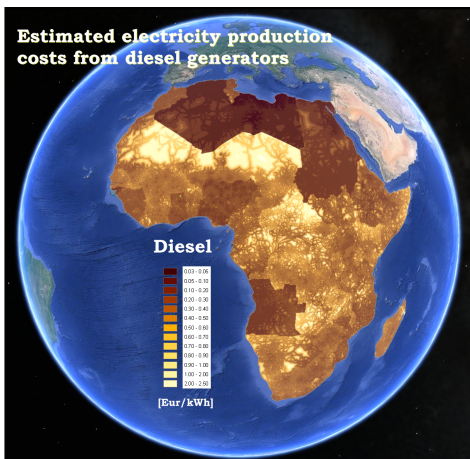 Estimated electricity production
costs from diesel generators
Diesel
0.03 - 0.05
0.05 - 0.10
0.10 - 0.20
0.20 - 0.30
0.30 - 0.40
0.40 - 0.50
0.50 - 0.60
0.60 - 0.70
0.70 - 0.80
0.80 - 0.90
0.90 - 1.00
1.00 - 2.00
2.00 - 2.50
[Eur/kWh]